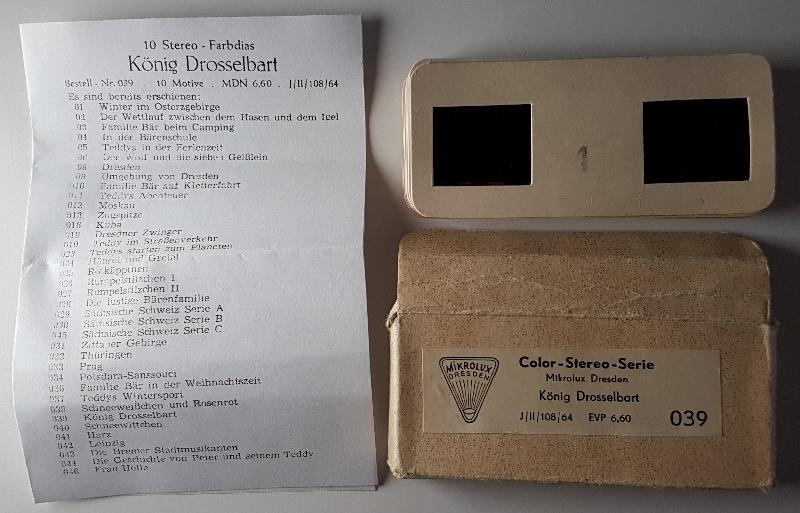 10 Stereo - Farbdias
König Drosselbart
Bestell - Nr. 039 . 10 Motive . MDN 6,60 . J/II/108/64
Es sind bereits erschienen:
01 Winter im Osterzgebirge
02 Der Wettlauf zwischen dem Hasen und dem Igel
03 Familie Bär beim Camping
04 In der Bärenschule
05 Teddys in der Ferienzeit
06 Der Wolf und die sieben Geißlein
08 Dresden
09 Umgebung von Dresden
010 Familie Bär auf Kletterfahrt
011 Teddys Abenteuer
012 Moskau
013 Zugspitze
016 Kuba
018 Dresdner Zwinger
019 Teddy im Straßenverkehr
023 Teddys starten zum Planeten
024 Hänsel und Gretel
025 Rotkäppchen
026 Rumpelstilzchen I
027 Rumpelstilzchen II
028 Die lustige Bärenfamilie
029 Sächsische Schweiz Serie A
030 Sächsische Schweiz Serie B
045 Sächsische Schweiz Serie C
031 Zittauer Gebirge
032 Thüringen
033 Prag
034 Potsdam-Sanssouci
036 Familie Bär in der Weihnachtszeit
037 Teddys Wintersport
038 Schneeweißchen und Rosenrot
039 König Drosselbart
040 Schneewittchen
041 Harz
042 Leipzig
043 Die Bremer Stadtmusikanten
044 Die Geschichte von Peter und seinem Teddy
046 Frau Holle
1
MIKROLUX
DRESDEN
Color-Stereo-Serie
Mikrolux Dresden
König Drosselbart
J/II/108/64 EVP 6,60 039